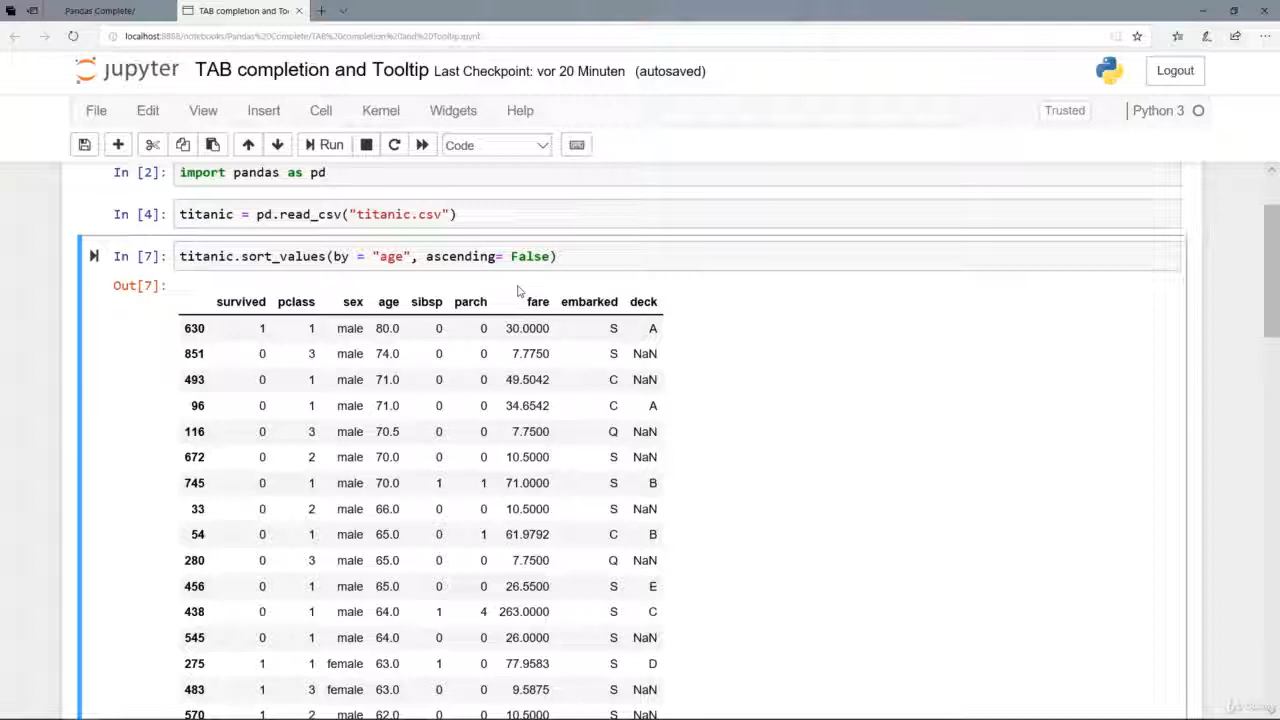 Pandas Complete/ TAB completion and Too
localhost:8888/notebooks/Pandas%20Complete/TAB%20completion%20and%20Tooltip.ipynb
jupyter TAB completion and Tooltip Last Checkpoint: vor 20 Minuten (autosaved) Logout
File Edit View Insert Cell Kernel Widgets Help Trusted Python 3
Run Code
In [2]: import pandas as pd
In [4]: titanic = pd.read_csv("titanic.csv")
In [7]: titanic.sort_values(by = "age", ascending= False)
Out[7]:
survived pclass sex age sibsp parch fare embarked deck
630 1 1 male 80.0 0 0 30.0000 S A
851 0 3 male 74.0 0 0 7.7750 S NaN
493 0 1 male 71.0 0 0 49.5042 C NaN
96 0 1 male 71.0 0 0 34.6542 C A
116 0 3 male 70.5 0 0 7.7500 Q NaN
672 0 2 male 70.0 0 0 10.5000 S NaN
745 0 1 male 70.0 1 1 71.0000 S B
33 0 2 male 66.0 0 0 10.5000 S NaN
54 0 1 male 65.0 0 1 61.9792 C B
280 0 3 male 65.0 0 0 7.7500 Q NaN
456 0 1 male 65.0 0 0 26.5500 S E
438 0 1 male 64.0 1 4 263.0000 S C
545 0 1 male 64.0 0 0 26.0000 S NaN
275 1 1 female 63.0 1 0 77.9583 S D
483 1 3 female 63.0 0 0 9.5875 S NaN
570 1 2 male 62.0 0 0 10.5000 S NaN